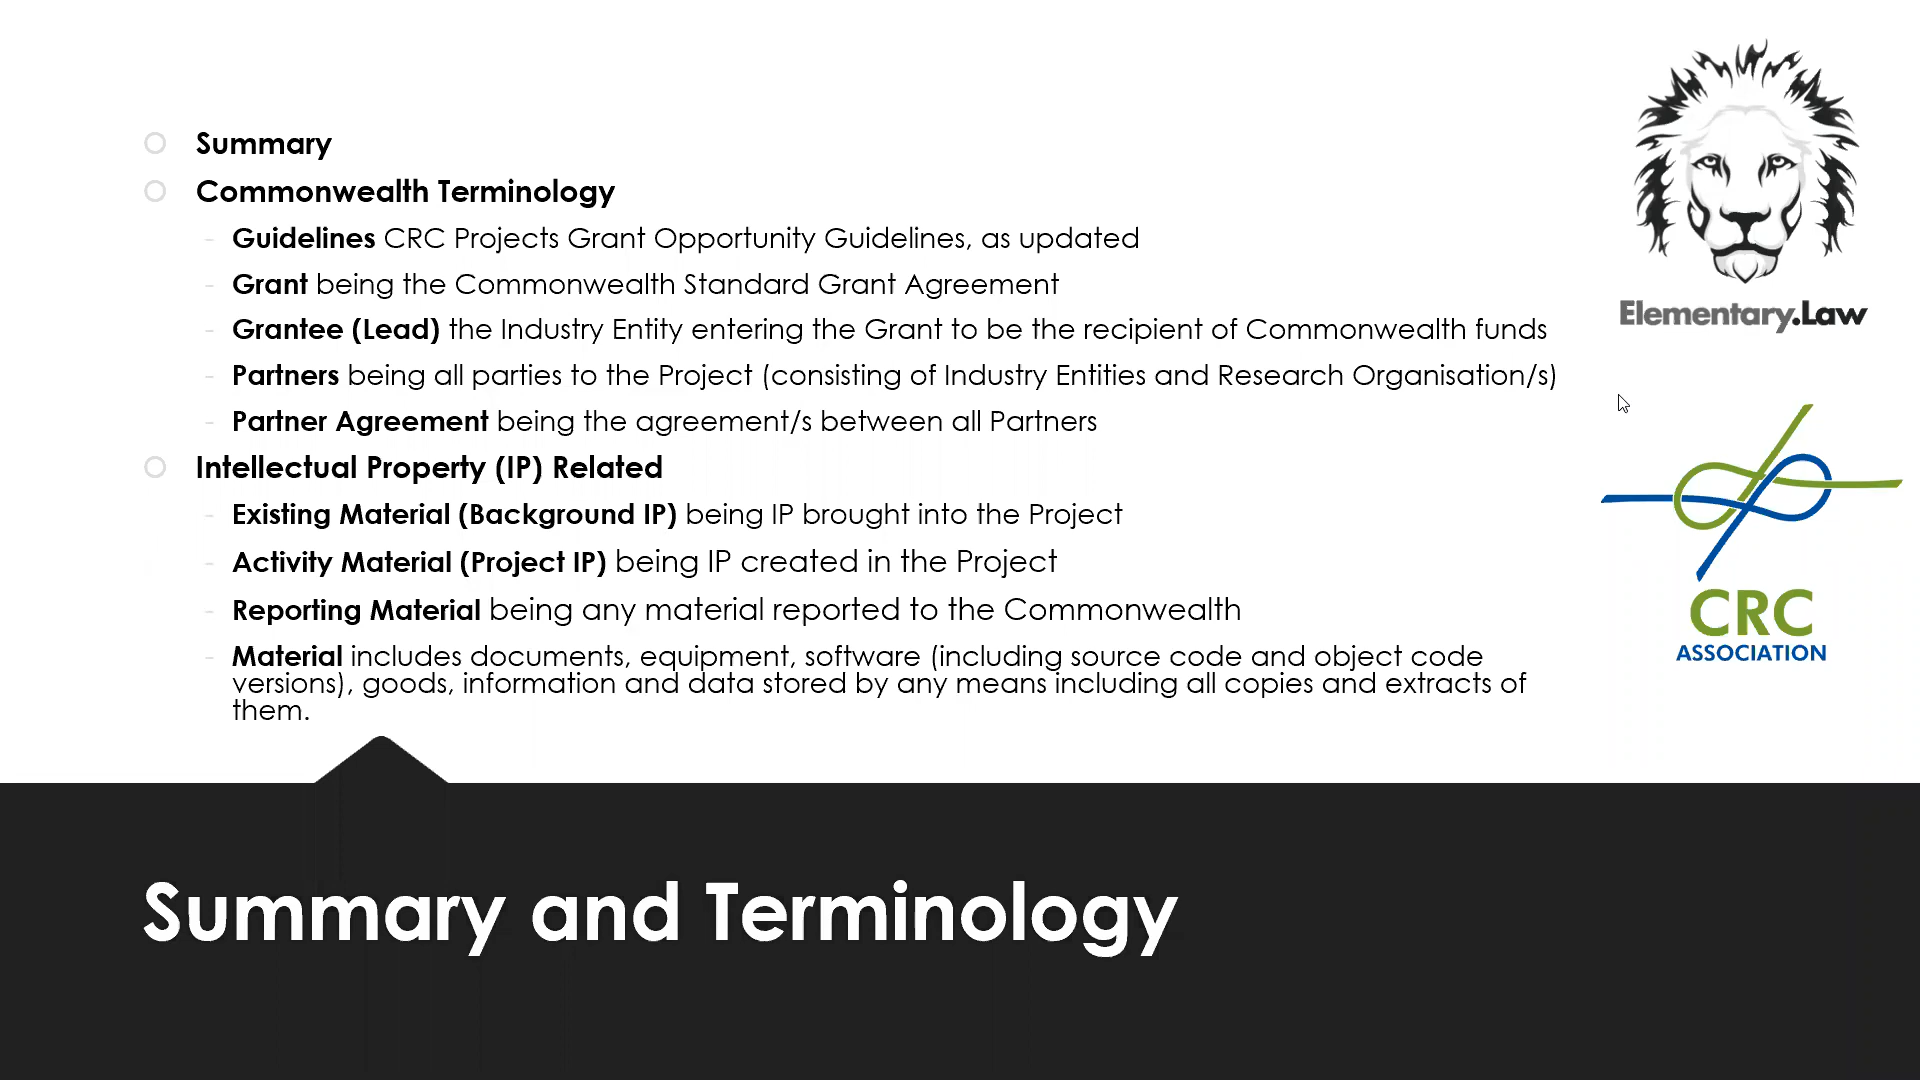 Summary
Commonwealth Terminology
- Guidelines CRC Projects Grant Opportunity Guidelines, as updated
- Grant being the Commonwealth Standard Grant Agreement
- Grantee (Lead) the Industry Entity entering the Grant to be the recipient of Commonwealth funds
- Partners being all parties to the Project (consisting of Industry Entities and Research Organisation/s)
- Partner Agreement being the agreement/s between all Partners
Intellectual Property (IP) Related
- Existing Material (Background IP) being IP brought into the Project
- Activity Material (Project IP) being IP created in the Project
- Reporting Material being any material reported to the Commonwealth
- Material includes documents, equipment, software (including source code and object code
versions), goods, information and data stored by any means including all copies and extracts of
them.
Elementary.Law
CRC
ASSOCIATION
Summary and Terminology